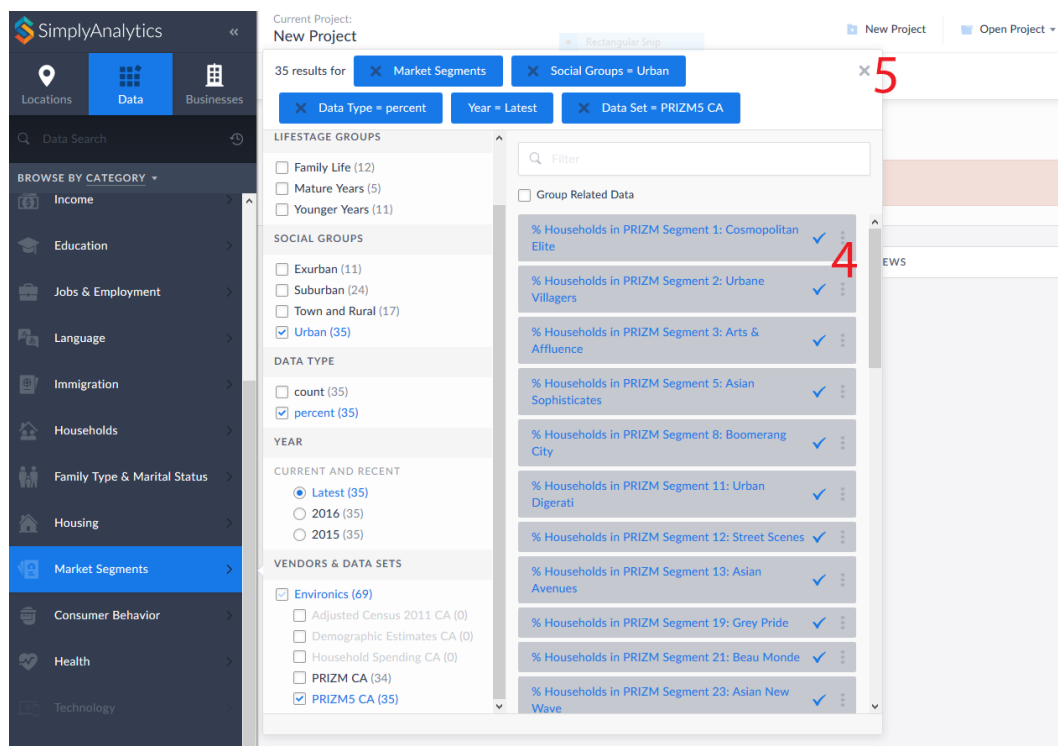 SimplyAnalytics «
Current Project:
New Project
New Project
Open Project
Rectangular Snip
Locations
Data
Businesses
Data Search
BROWSE BY CATEGORY
Income
Education
Jobs & Employment
Language
Immigration
Households
Family Type & Marital Status
Housing
Market Segments
Consumer Behavior
Health
Technology
35 results for
Market Segments
Social Groups = Urban
5
Data Type = percent
Year = Latest
Data Set = PRIZM5 CA
LIFESTAGE GROUPS
Family Life (12)
Mature Years (5)
Younger Years (11)
SOCIAL GROUPS
Exurban (11)
Suburban (24)
Town and Rural (17)
Urban (35)
DATA TYPE
count (35)
percent (35)
YEAR
CURRENT AND RECENT
Latest (35)
2016 (35)
2015 (35)
VENDORS & DATA SETS
Environics (69)
Adjusted Census 2011 CA (0)
Demographic Estimates CA (0)
Household Spending CA (0)
PRIZM CA (34)
PRIZM5 CA (35)
Filter
Group Related Data
% Households in PRIZM Segment 1: Cosmopolitan
Elite
4
% Households in PRIZM Segment 2: Urbane
Villagers
% Households in PRIZM Segment 3: Arts &
Affluence
% Households in PRIZM Segment 5: Asian
Sophisticates
% Households in PRIZM Segment 8: Boomerang
City
% Households in PRIZM Segment 11: Urban
Digerati
% Households in PRIZM Segment 12: Street Scenes
% Households in PRIZM Segment 13: Asian
Avenues
% Households in PRIZM Segment 19: Grey Pride
% Households in PRIZM Segment 21: Beau Monde
% Households in PRIZM Segment 23: Asian New
Wave
EWS